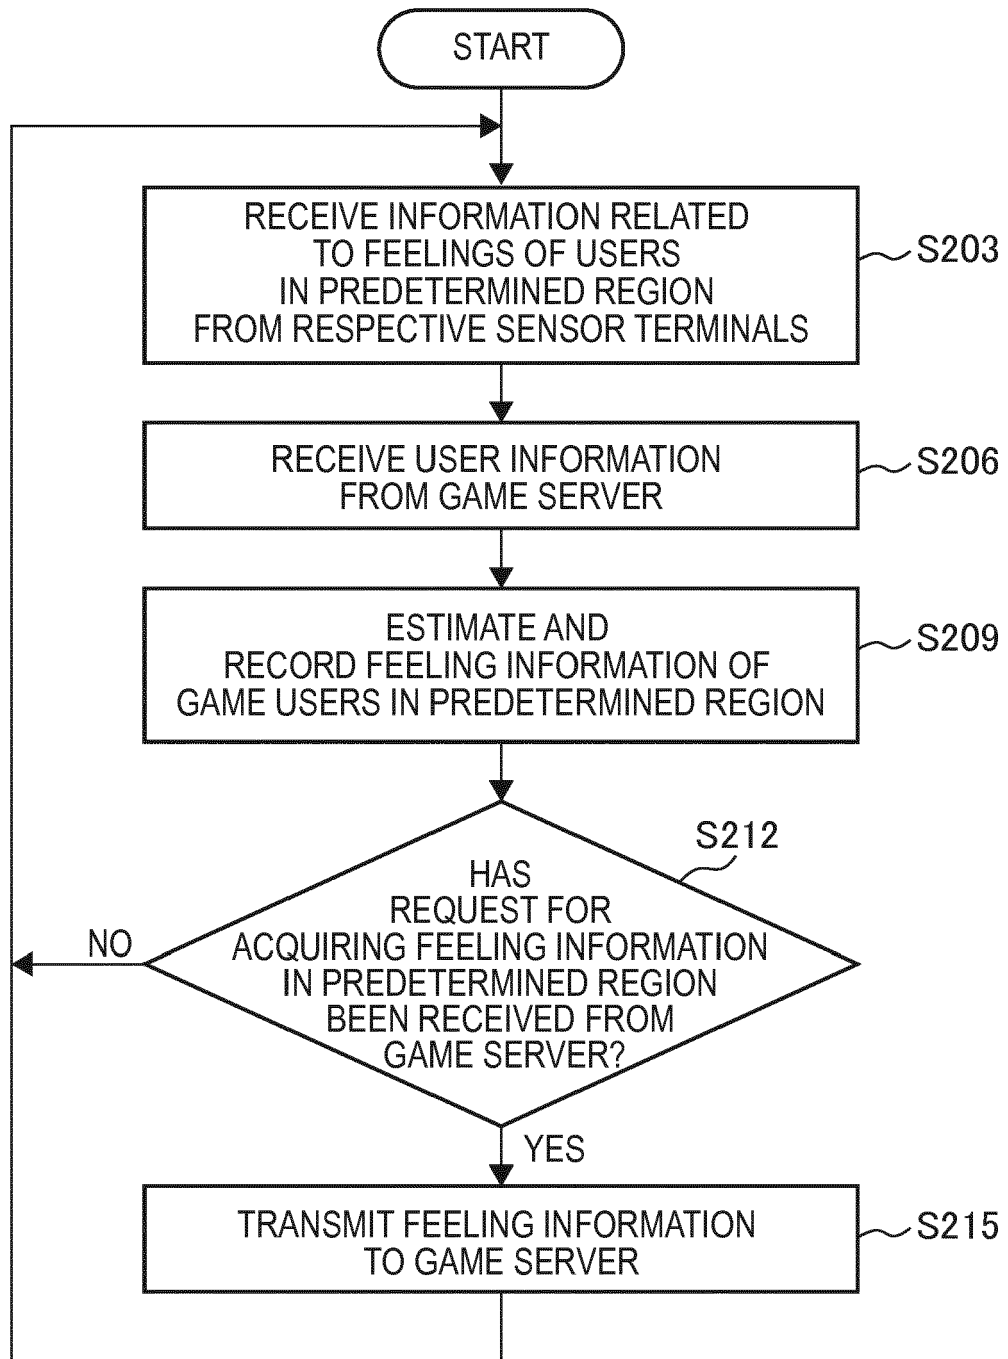 START
RECEIVE INFORMATION RELATED
TO FEELINGS OF USERS
IN PREDETERMINED REGION
FROM RESPECTIVE SENSOR TERMINALS
S203
RECEIVE USER INFORMATION
FROM GAME SERVER
S206
ESTIMATE AND
RECORD FEELING INFORMATION OF
GAME USERS IN PREDETERMINED REGION
S209
S212
HAS
REQUEST FOR
ACQUIRING FEELING INFORMATION
IN PREDETERMINED REGION
BEEN RECEIVED FROM
GAME SERVER?
NO
YES
TRANSMIT FEELING INFORMATION
TO GAME SERVER
S215